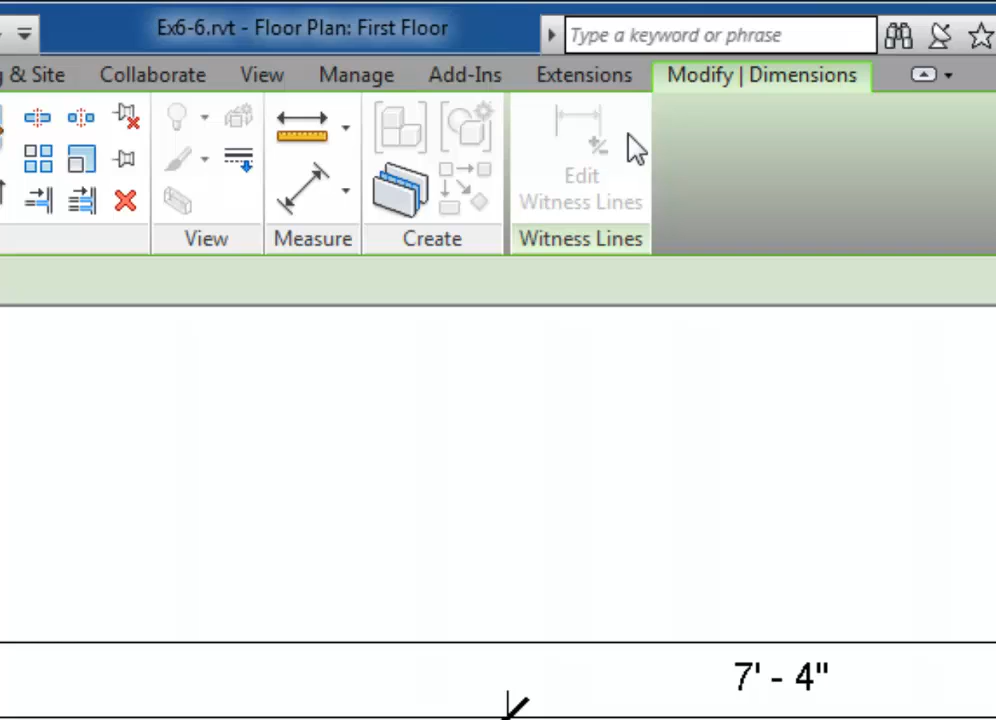 Ex6-6.rvt - Floor Plan: First Floor
Type a keyword or phrase
g & Site Collaborate View Manage Add-Ins Extensions Modify | Dimensions
Edit
Witness Lines
View Measure Create Witness Lines
7' - 4"